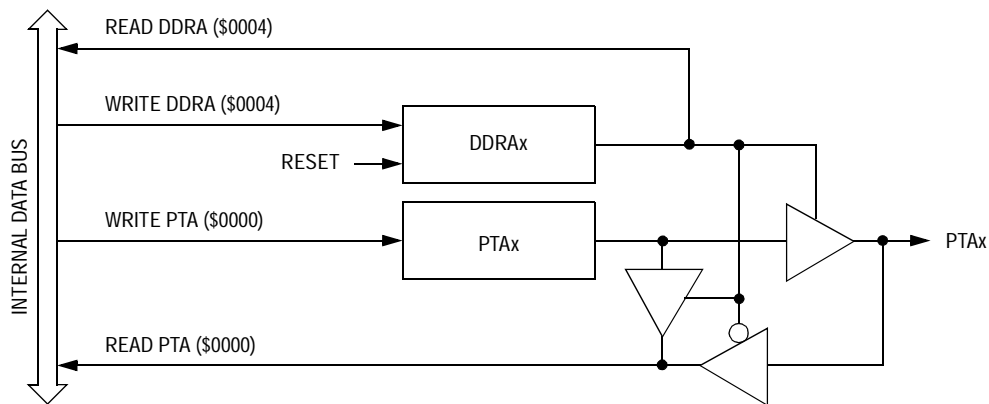 READ DDRA ($0004)
WRITE DDRA ($0004)
DDRAx
RESET
WRITE PTA ($0000)
PTAx
PTAx
READ PTA ($0000)
INTERNAL DATA BUS